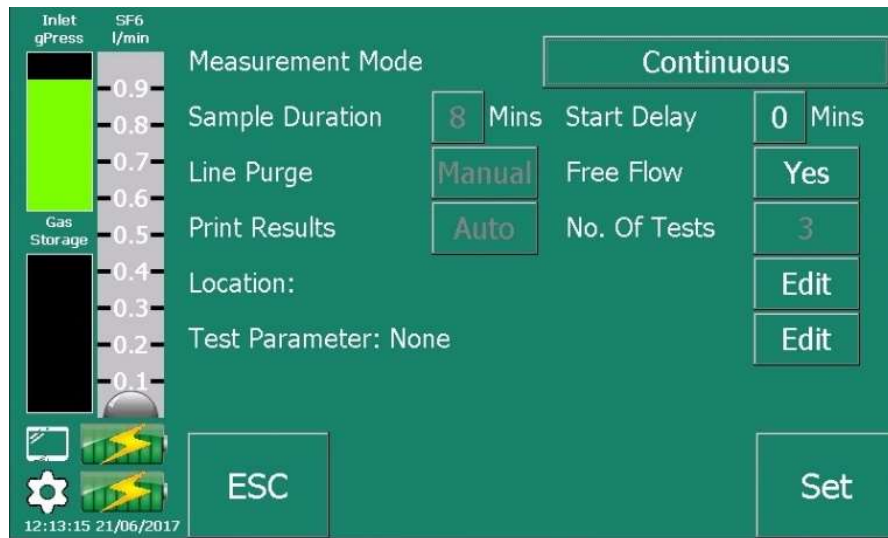 Inlet gPress
SF6 l/min
0.9
0.8
0.7
0.6
0.5
0.4
0.3
0.2
0.1
Gas Storage
Measurement Mode Continuous
Sample Duration 8 Mins Start Delay 0 Mins
Line Purge Manual Free Flow Yes
Print Results Auto No. Of Tests 3
Location: Edit
Test Parameter: None Edit
ESC Set
12:13:15 21/06/2017